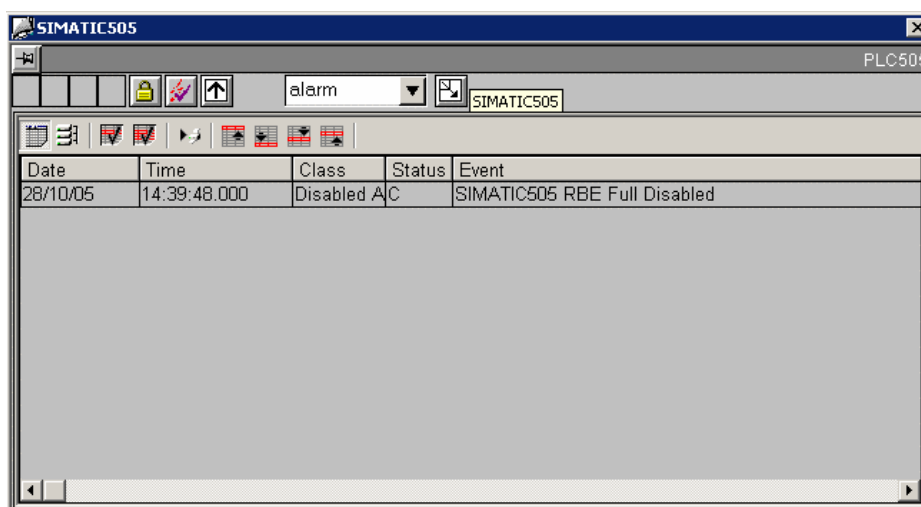 SIMATIC505
PLC505
alarm
SIMATIC505
Date Time Class Status Event
28/10/05 14:39:48.000 Disabled A C SIMATIC505 RBE Full Disabled